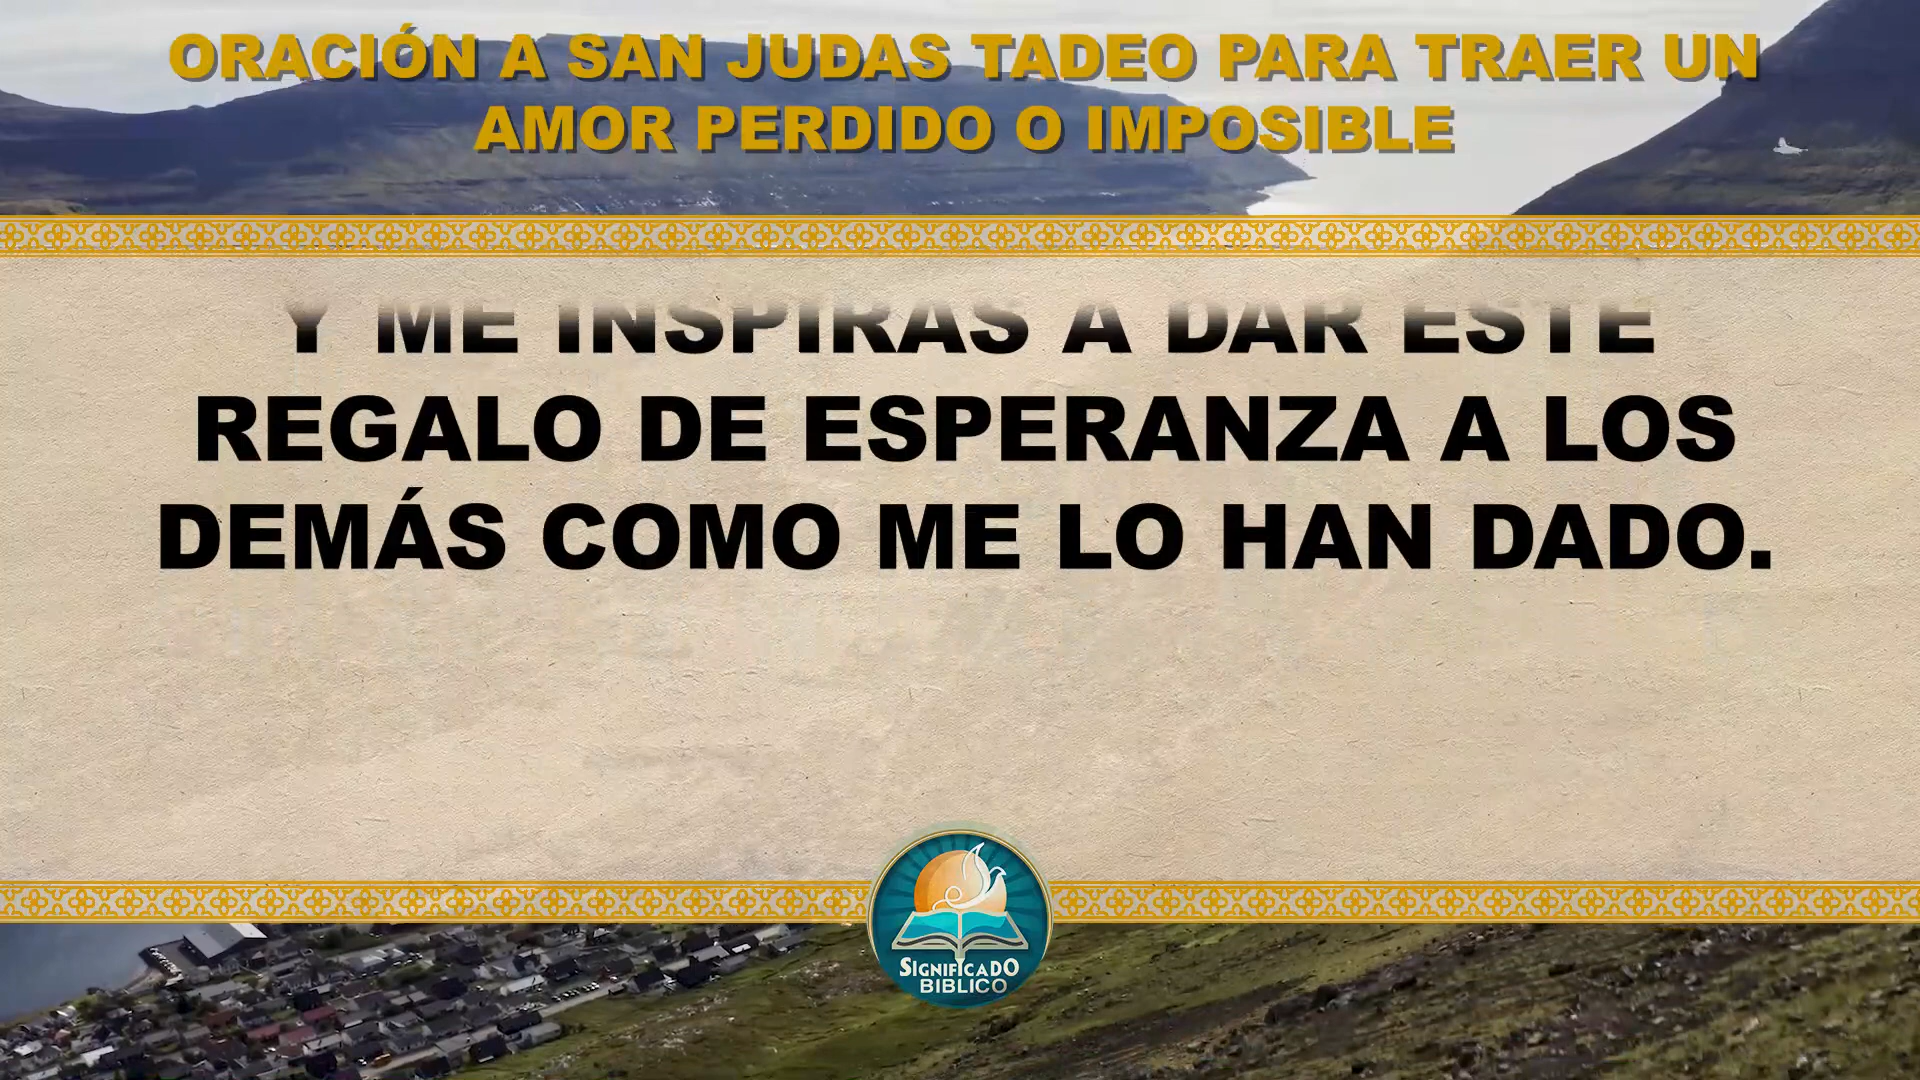 ORACIÓN A SAN JUDAS TADEO PARA TRAER UN
AMOR PERDIDO O IMPOSIBLE
Y ME INSPIRAS A DAR ESTE
REGALO DE ESPERANZA A LOS
DEMÁS COMO ME LO HAN DADO.
SIGNIFICADO
BIBLICO